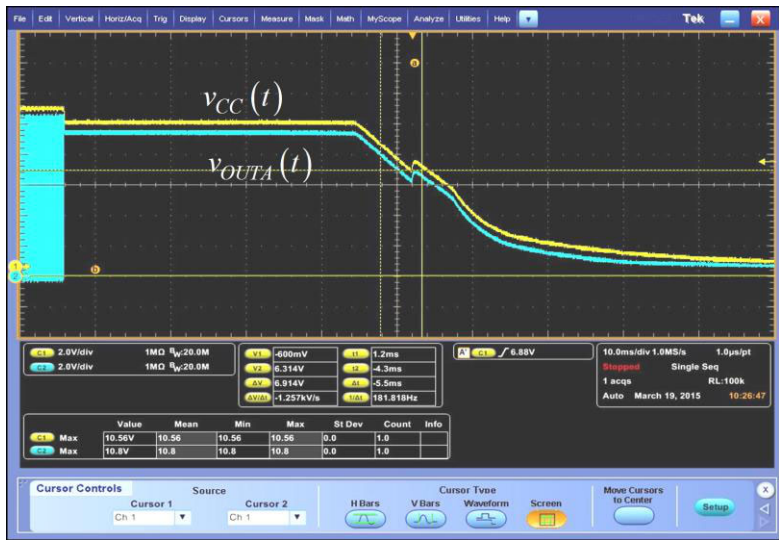 File Edit Vertical Horiz/Acq Trig Display Cursors Measure Mask Math MyScope Analyze Utilities Help Tek X
a
v_CC(t)
v_OUTA(t)
1
2
b
C1 2.0V/div 1MΩ BW:20.0M
C2 2.0V/div 1MΩ BW:20.0M
V1 -600mV t1 1.2ms
V2 6.314V t2 -4.3ms
ΔV 6.914V Δt -5.5ms
ΔV/Δt -1.257kV/s 1/Δt 181.818Hz
A' C1 / 6.88V
10.0ms/div 1.0MS/s 1.0µs/pt
Stopped Single Seq
1 acqs RL:100k
Auto March 19, 2015 10:26:47
Value Mean Min Max St Dev Count Info
C1 Max 10.56V 10.56 10.56 10.56 0.0 1.0
C2 Max 10.8V 10.8 10.8 10.8 0.0 1.0
Cursor Controls
Source
Cursor 1 Cursor 2
Ch 1 Ch 1
Cursor Type
H Bars V Bars Waveform Screen
Move Cursors
to Center
Setup
X